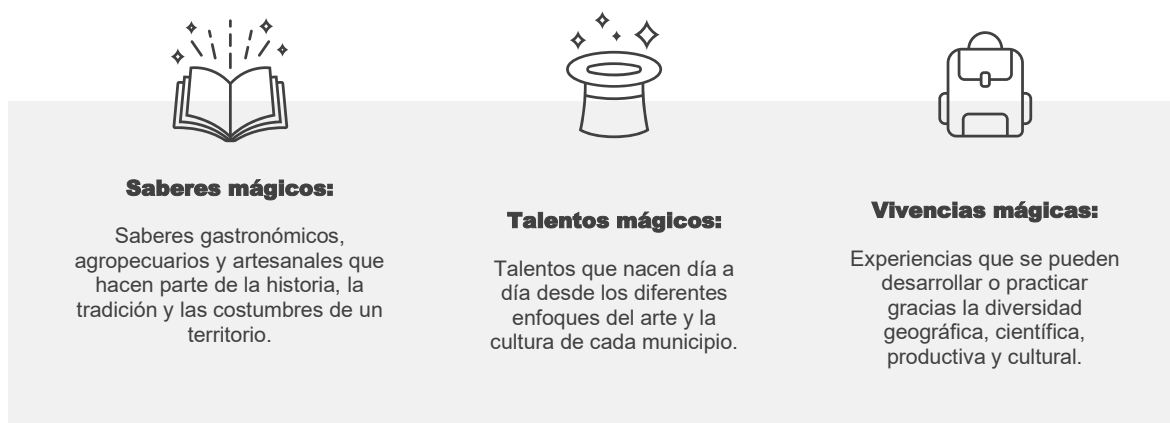 Saberes mágicos:
Saberes gastronómicos,
agropecuarios y artesanales que
hacen parte de la historia, la
tradición y las costumbres de un
territorio.
Talentos mágicos:
Talentos que nacen día a
día desde los diferentes
enfoques del arte y la
cultura de cada municipio.
Vivencias mágicas:
Experiencias que se pueden
desarrollar o practicar
gracias la diversidad
geográfica, científica,
productiva y cultural.